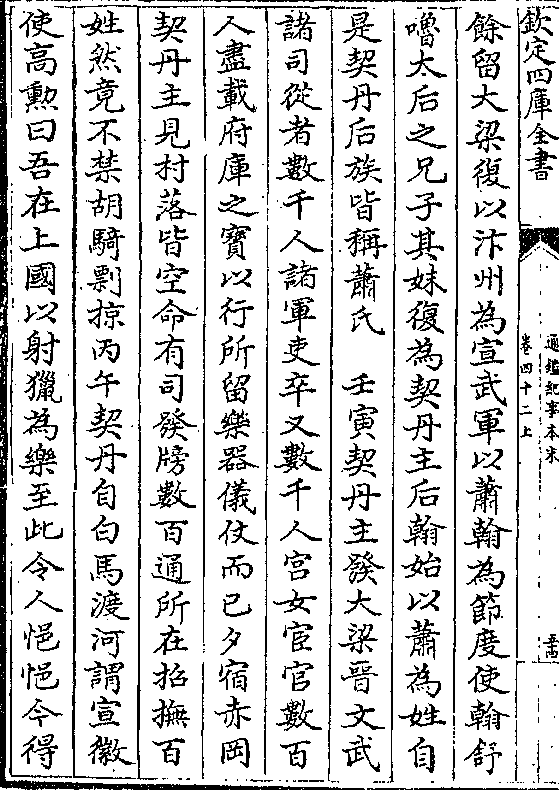 欽定四庫全書
通鑑紀事本末
卷四十二上
餘留大梁復以汴州為宣武軍以蕭翰為節度使翰舒
嚕太后之兄子其妹復為契丹主后翰始以蕭為姓自
是契丹后族皆稱蕭氏　壬寅契丹主發大梁晉文武
諸司從者數千人諸軍吏卒又數千人宮女宦官數百
人盡載府庫之寶以行所留樂器儀仗而已夕宿赤岡
契丹主見村落皆空命有司發牓數百通所在招撫百
姓然竟不禁胡騎剽掠丙午契丹自白馬渡河謂宣徽
使高勲曰吾在上國以射獵為樂至此令人悒悒今得